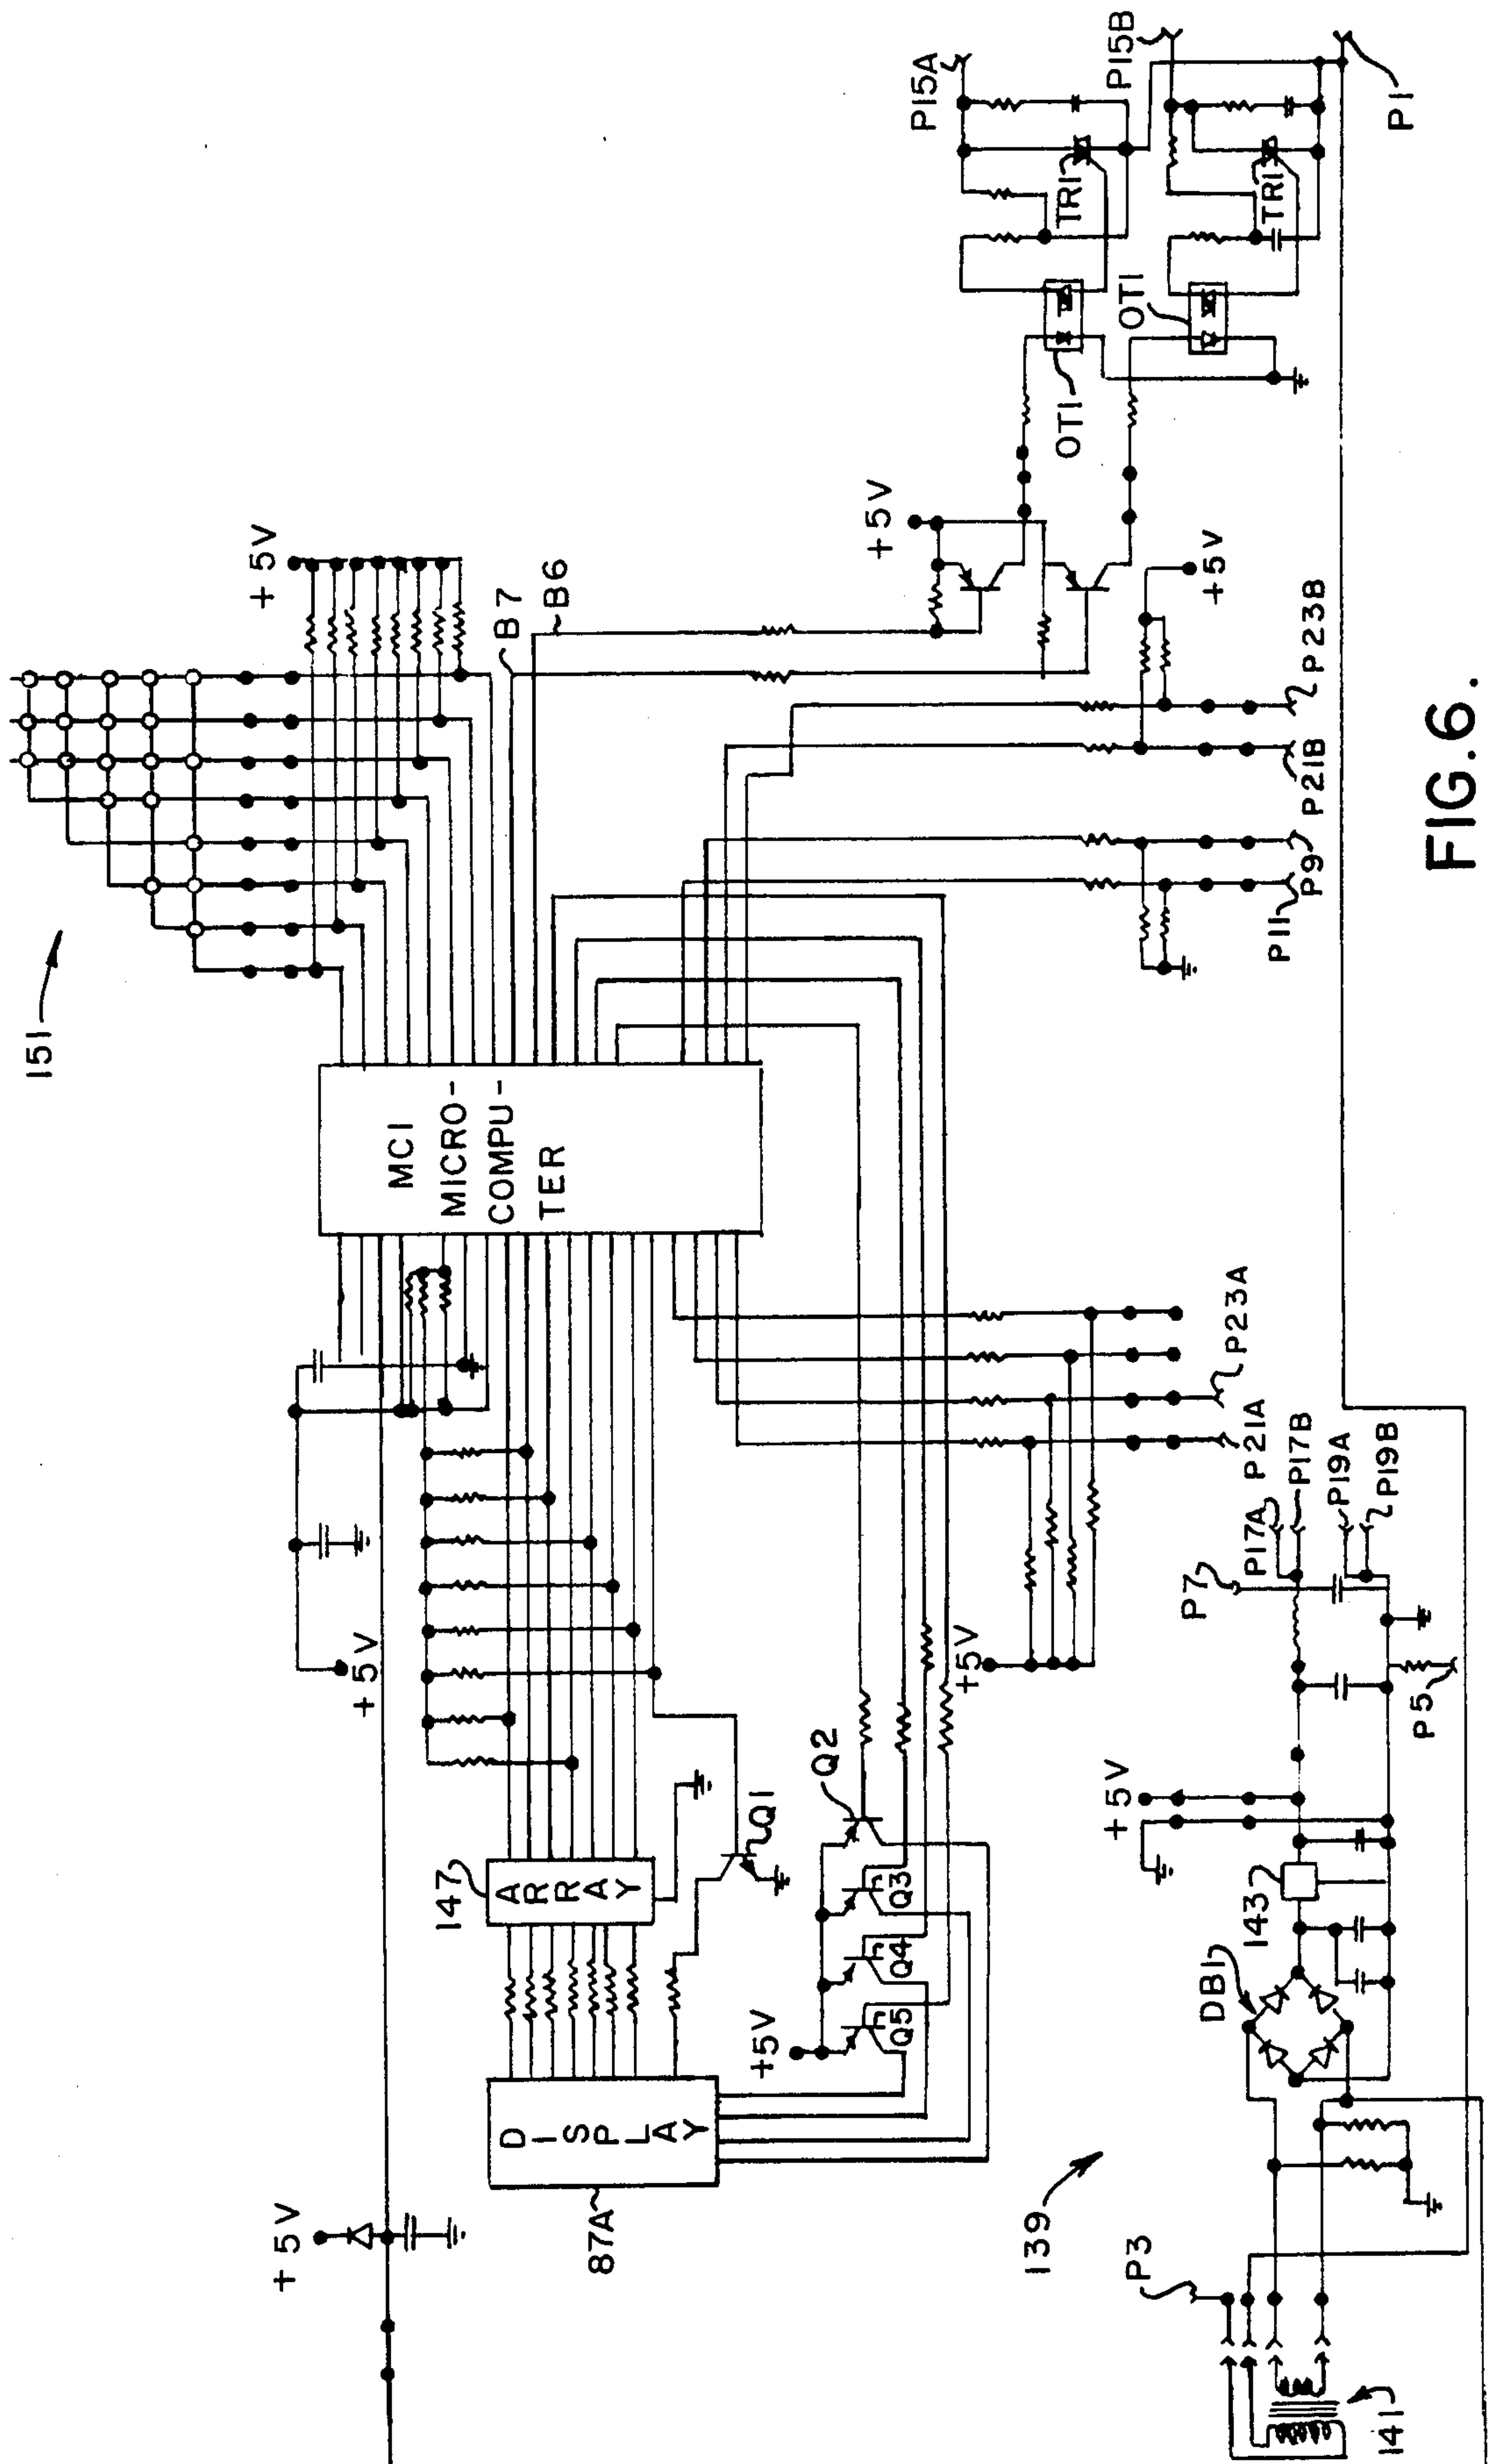 151
+5V
+5V
+5V
MC1
MICRO-
COMPU-
TER
B7
B6
+5V
P15A
TR1
OT1
P15B
OT1
TR1
P1
147
ARRAY
Q1
DISPLAY
87A
+5V
Q5
Q4
Q3
Q2
+5V
P21A
P23A
P11
P9
P21B
P23B
+5V
139
P3
141
DB1
143
+5V
P5
P7
P17A
P17B
P19A
P19B
FIG.6.